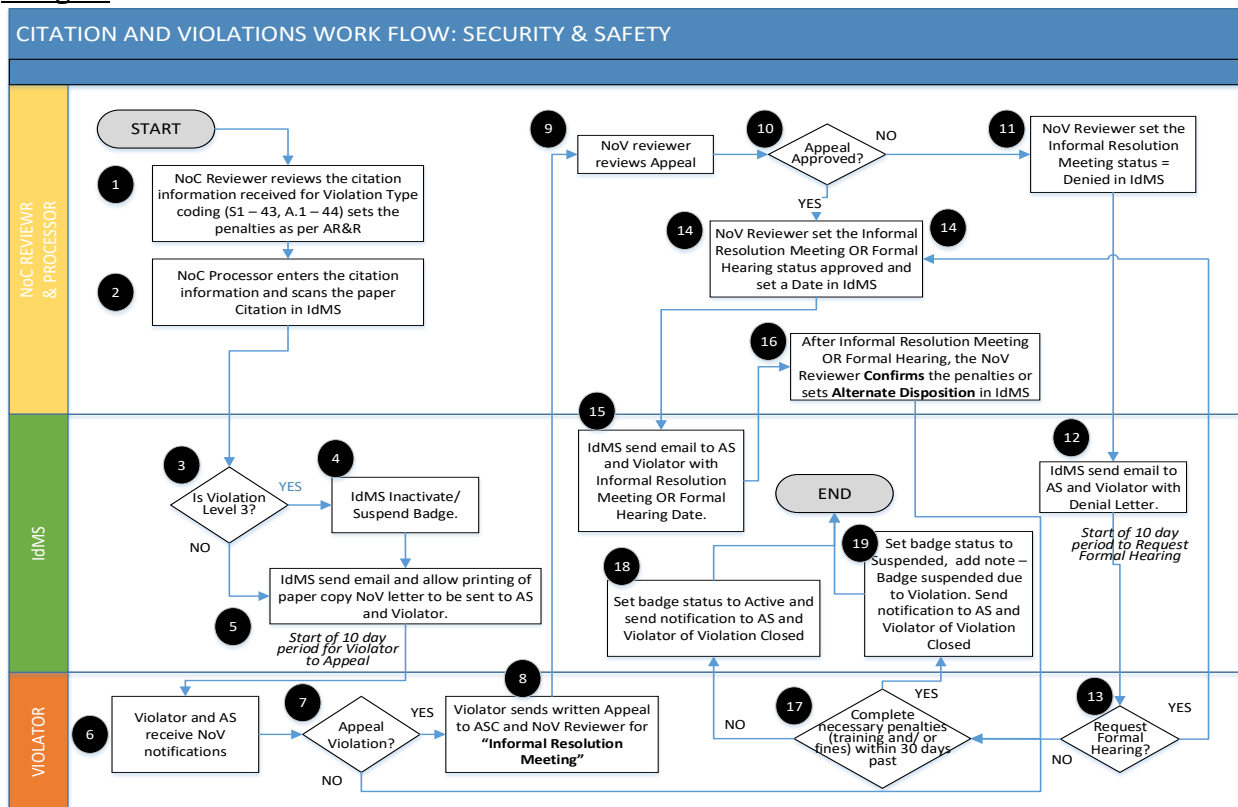 CITATION AND VIOLATIONS WORK FLOW: SECURITY & SAFETY
NoC REVIEWR
& PROCESSOR
START
1
NoC Reviewer reviews the citation
information received for Violation Type
coding (S1 – 43, A.1 – 44) sets the
penalties as per AR&R
2
NoC Processor enters the citation
information and scans the paper
Citation in IdMS
9
NoV reviewer
reviews Appeal
10
Appeal
Approved?
NO
YES
11
NoV Reviewer set the
Informal Resolution
Meeting status =
Denied in IdMS
14
NoV Reviewer set the Informal
Resolution Meeting OR Formal
Hearing status approved and
set a Date in IdMS
14
16
After Informal Resolution Meeting
OR Formal Hearing, the NoV
Reviewer Confirms the penalties or
sets Alternate Disposition in IdMS
IdMS
3
Is Violation
Level 3?
YES
NO
4
IdMS Inactivate/
Suspend Badge.
IdMS send email and allow printing of
paper copy NoV letter to be sent to AS
and Violator.
5
Start of 10 day
period for Violator
to Appeal
15
IdMS send email to AS
and Violator with
Informal Resolution
Meeting OR Formal
Hearing Date.
END
12
IdMS send email to
AS and Violator with
Denial Letter.
Start of 10 day
period to Request
Formal Hearing
18
Set badge status to Active and
send notification to AS and
Violator of Violation Closed
19
Set badge status to
Suspended, add note –
Badge suspended due
to Violation. Send
notification to AS and
Violator of Violation
Closed
VIOLATOR
6
Violator and AS
receive NoV
notifications
7
Appeal
Violation?
YES
NO
8
Violator sends written Appeal
to ASC and NoV Reviewer for
“Informal Resolution
Meeting”
NO
YES
17
Complete
necessary penalties
(training and/ or
fines) within 30 days
past
13
Request
Formal
Hearing?
YES
NO